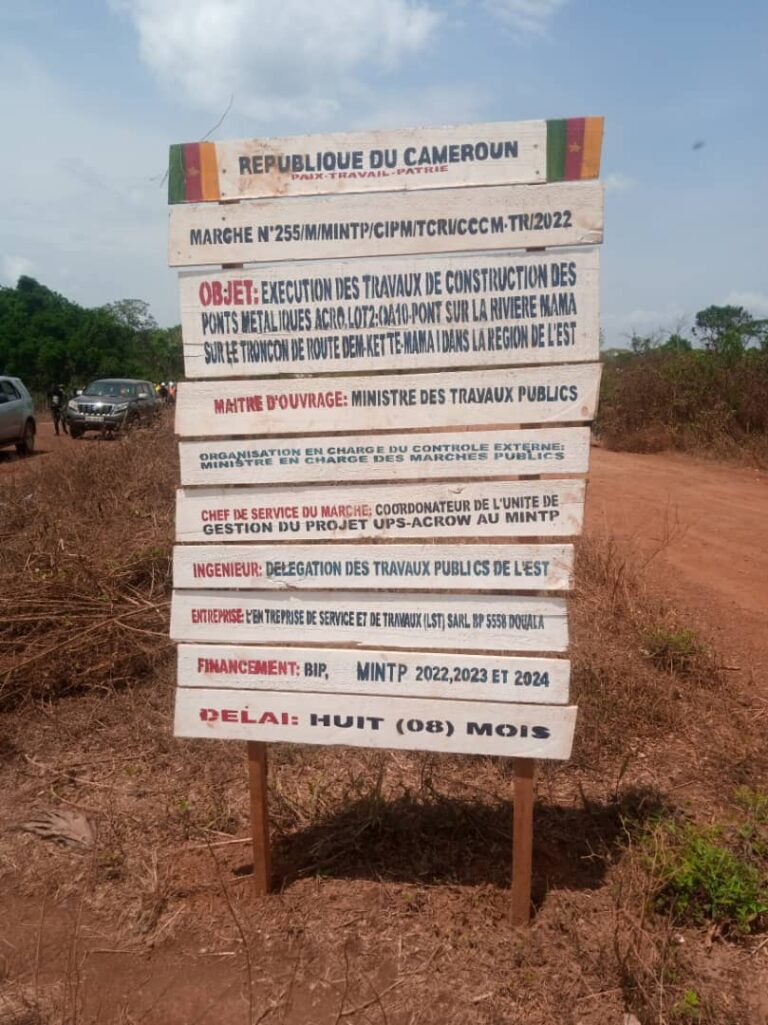 REPUBLIQUE DU CAMEROUN
PAIX-TRAVAIL-PATRIE
MARGHE N°255/M/MINTP/CIPM/TCRI/CCCM-TR/2022
OBJET: EXECUTION DES TRAVAUX DE CONSTRUCTION DES
PONTS METALIQUES ACRO,LOT2:OA10-PONT SUR LA RIVIERE MAMA
SUR LE TRONÇON DE ROUTE DEM-KETTE-MAMA I DANS LA REGION DE L'EST
MAITRE D'OUVRAGE: MINISTRE DES TRAVAUX PUBLICS
ORGANISATION EN CHARGE DU CONTROLE EXTERNE:
MINISTRE EN CHARGE DES MARCHES PUBLICS
CHEF DE SERVICE DU MARCHE: COORDONATEUR DE L'UNITE DE
GESTION DU PROJET UPS-ACROW AU MINTP
INGENIEUR: DELEGATION DES TRAVAUX PUBLICS DE L'EST
ENTREPRISE: L'EN TREPRISE DE SERVICE ET DE TRAVAUX (LST) SARL BP 5558 DOUALA
FINANCEMENT: BIP, MINTP 2022,2023 ET 2024
DELAI: HUIT (08) MOIS